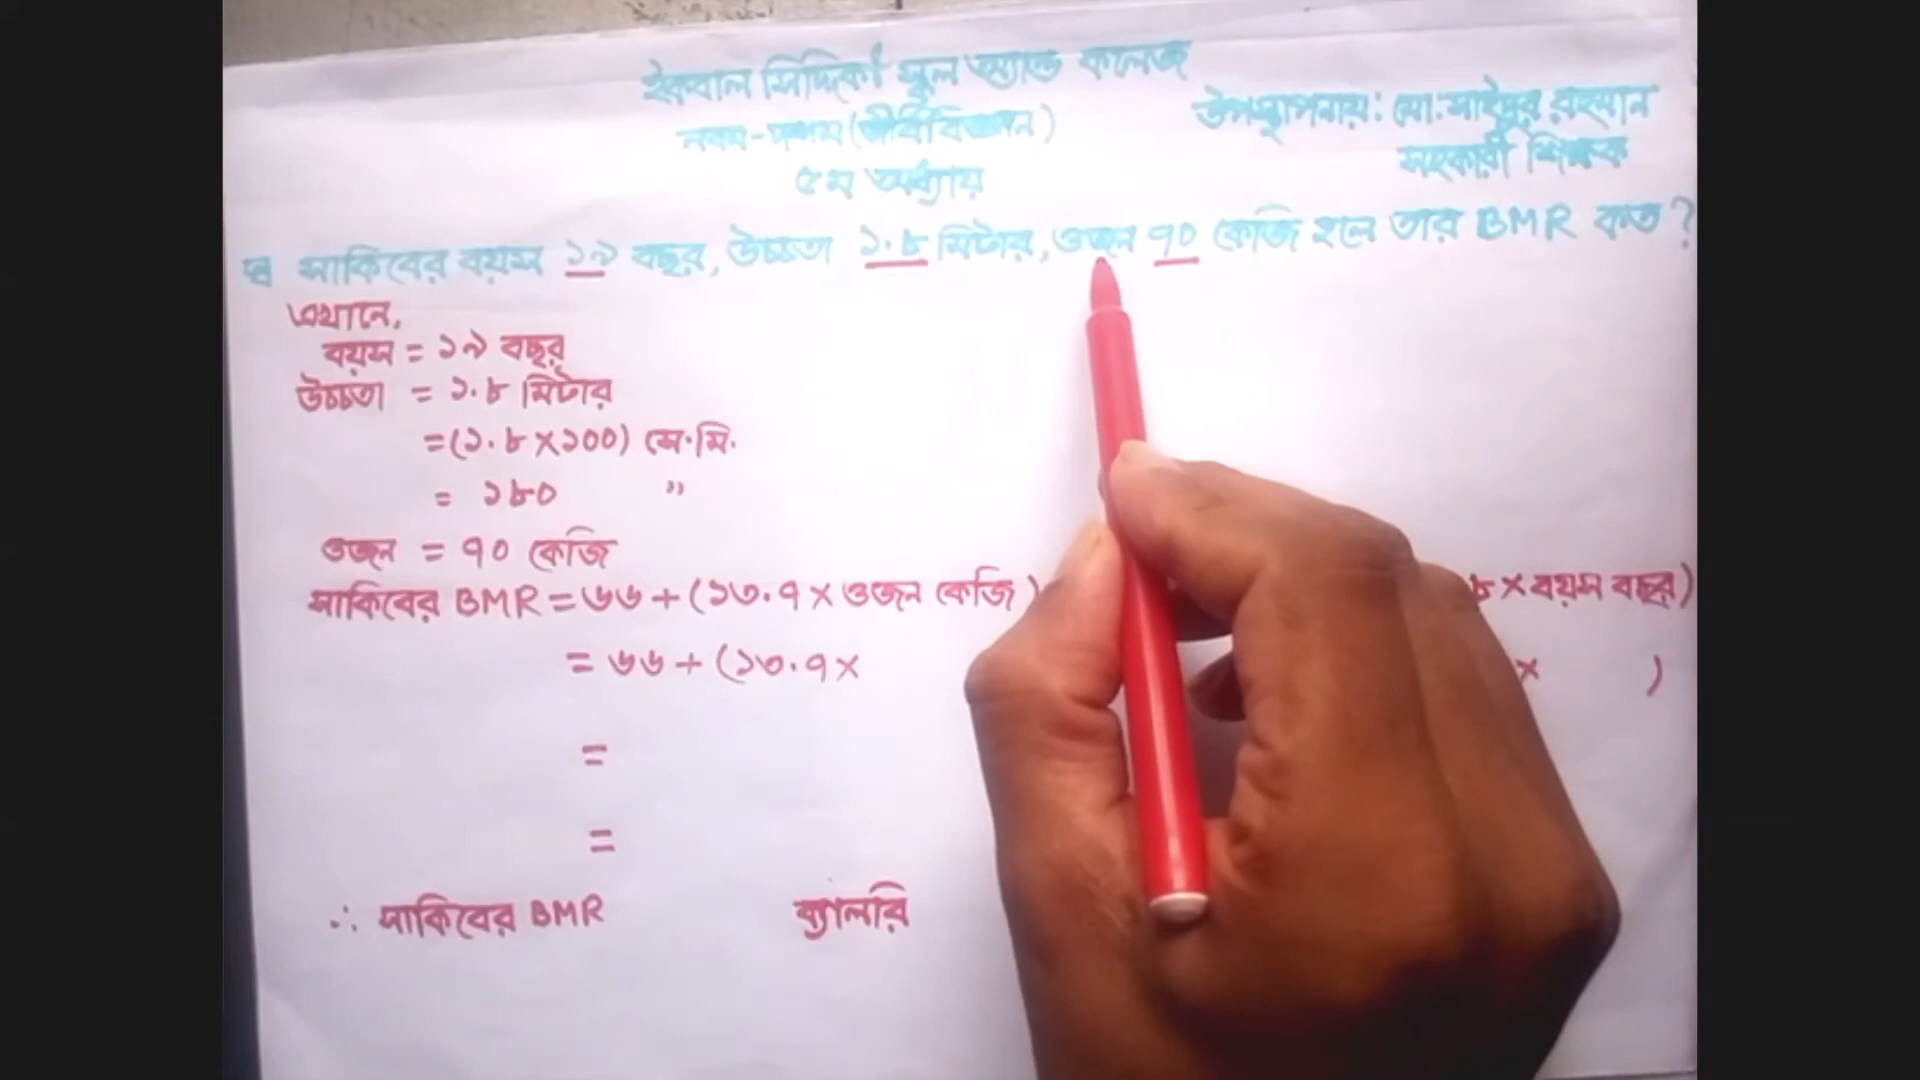 ইকবাল সিদ্দিকী স্কুল অ্যান্ড কলেজ
নবম-দশম (জীববিজ্ঞান)
৫ম অধ্যায়
উপস্থাপনায়: মো: সাইদুর রহমান
সহকারী শিক্ষক
সাকিবের বয়স ১৯ বছর, উচ্চতা ১.৮ মিটার, ওজন ৭০ কেজি হলে তার BMR কত?
এখানে,
বয়স = ১৯ বছর
উচ্চতা = ১.৮ মিটার
= (১.৮×১০০) সে.মি.
= ১৮০ ”
ওজন = ৭০ কেজি
সাকিবের BMR = ৬৬ + (১৩.৭ × ওজন কেজি) ৮ × বয়স বছর)
= ৬৬ + (১৩.৭ × × )
=
=
∴ সাকিবের BMR ক্যালরি